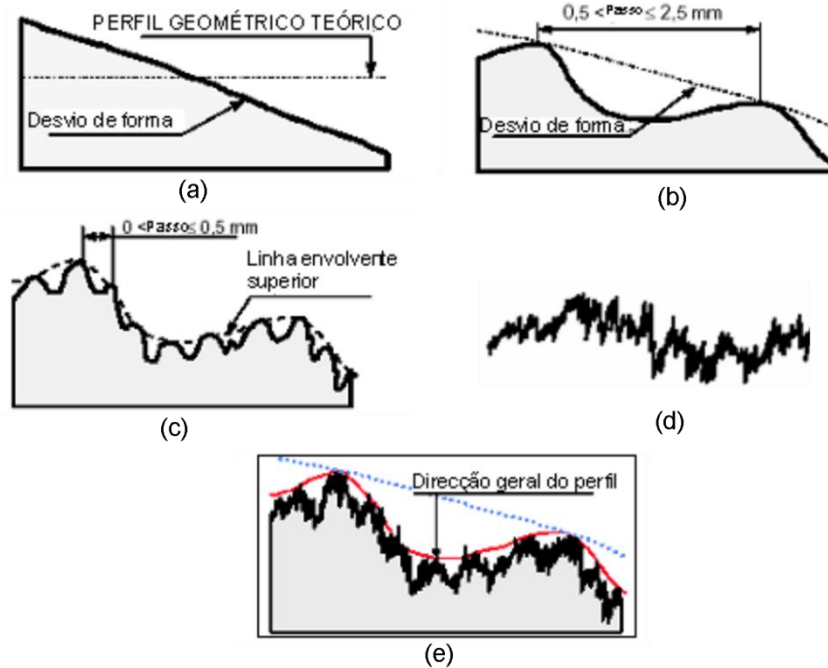 PERFIL GEOMÉTRICO TEÓRICO
Desvio de forma
(a)
0,5 <Passo≤ 2,5 mm
Desvio de forma
(b)
0 <Passo≤ 0,5 mm
Linha envolvente
superior
(c)
(d)
Direcção geral do perfil
(e)